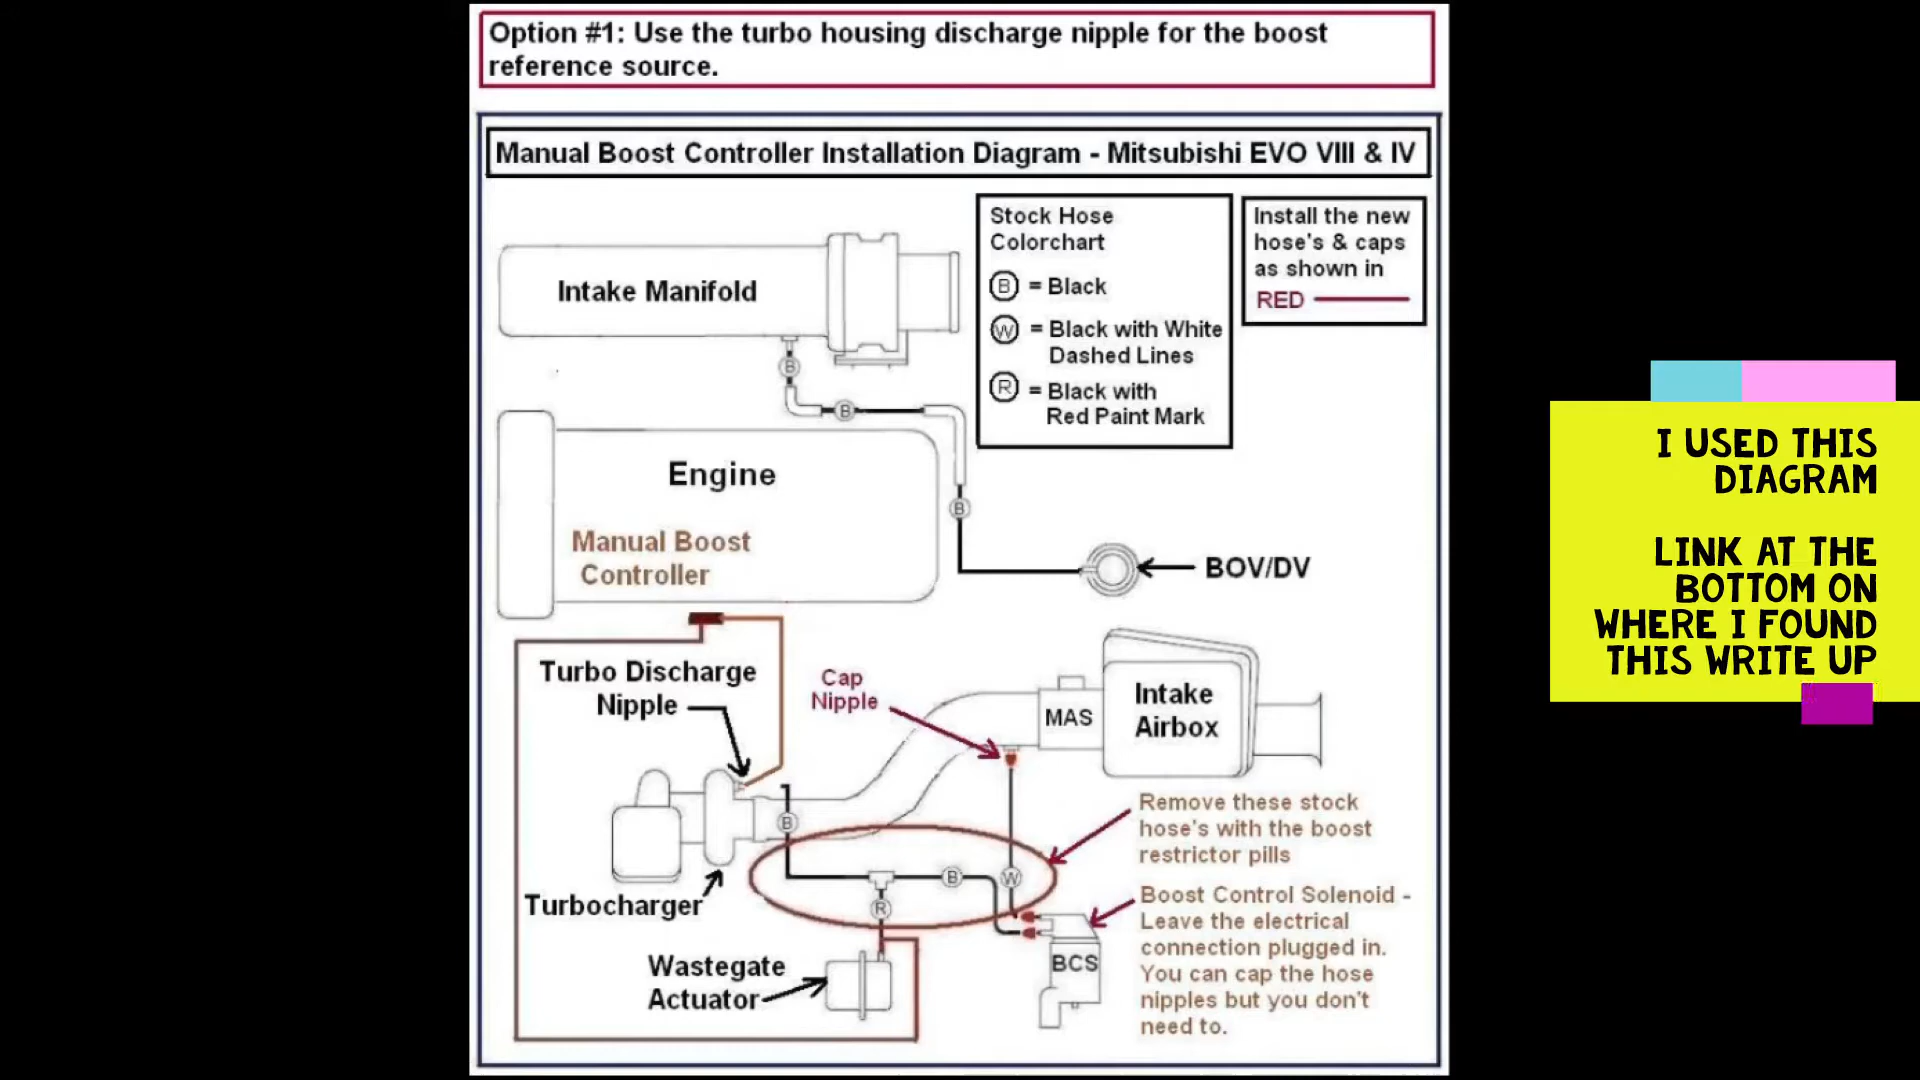 Option #1: Use the turbo housing discharge nipple for the boost
reference source.
Manual Boost Controller Installation Diagram - Mitsubishi EVO VIII & IV
Stock Hose
Colorchart
B = Black
W = Black with White
Dashed Lines
R = Black with
Red Paint Mark
Install the new
hose's & caps
as shown in
RED
Intake Manifold
B
B
B
Engine
Manual Boost
Controller
BOV/DV
Turbo Discharge
Nipple
Cap
Nipple
MAS
Intake
Airbox
B
B
W
R
Turbocharger
Remove these stock
hose's with the boost
restrictor pills
Wastegate
Actuator
BCS
Boost Control Solenoid -
Leave the electrical
connection plugged in.
You can cap the hose
nipples but you don't
need to.
I USED THIS
DIAGRAM
LINK AT THE
BOTTOM ON
WHERE I FOUND
THIS WRITE UP